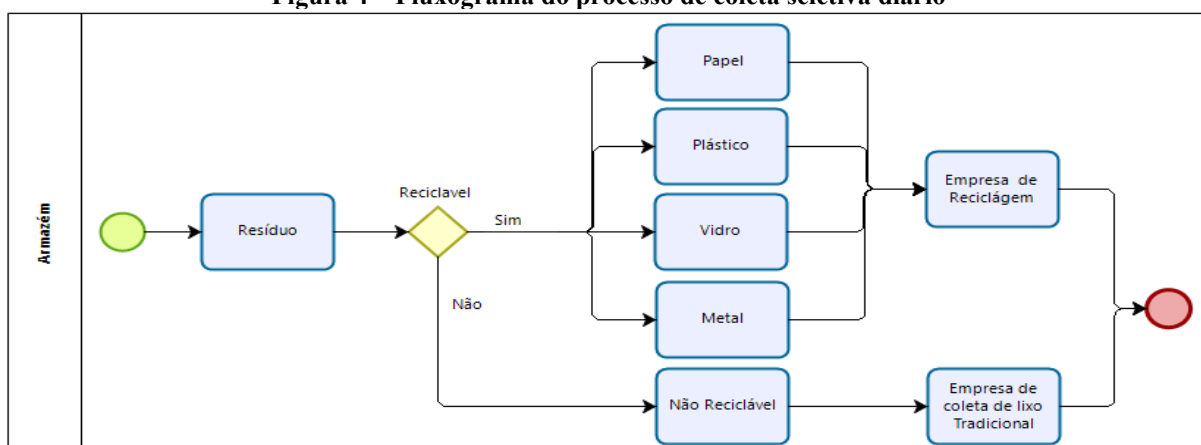 Figura 4 – Fluxograma do processo de coleta seletiva diário
Armazém
Resíduo
Reciclavel
Sim
Não
Papel
Plástico
Vidro
Metal
Não Reciclável
Empresa de
Reciclágem
Empresa de
coleta de lixo
Tradicional